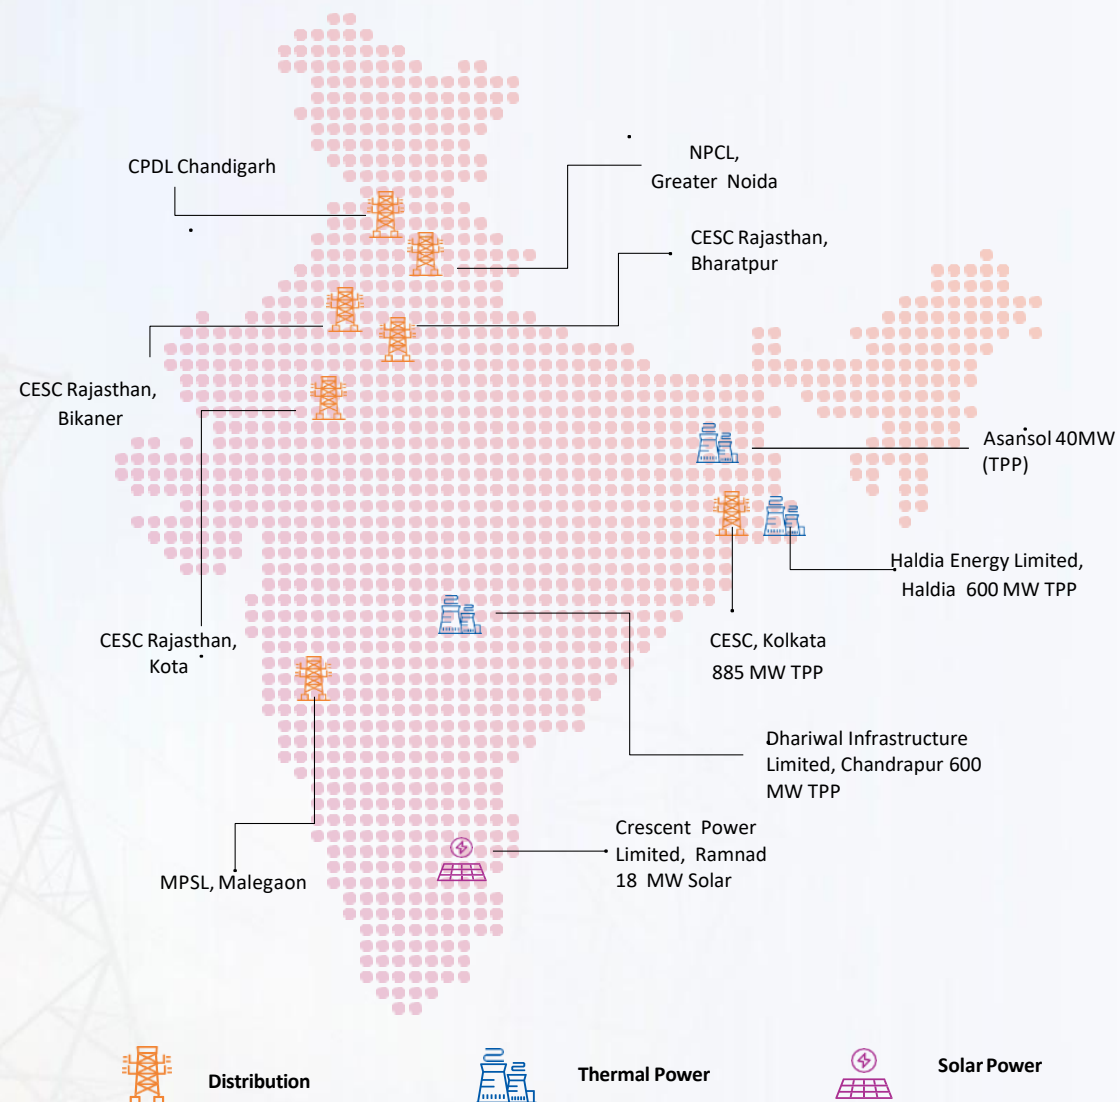 CPDL Chandigarh
NPCL,
Greater Noida
CESC Rajasthan,
Bharatpur
CESC Rajasthan,
Bikaner
Asansol 40MW
(TPP)
Haldia Energy Limited,
Haldia 600 MW TPP
CESC Rajasthan,
Kota
CESC, Kolkata
885 MW TPP
Dhariwal Infrastructure
Limited, Chandrapur 600
MW TPP
Crescent Power
Limited, Ramnad
18 MW Solar
MPSL, Malegaon
Distribution
Thermal Power
Solar Power